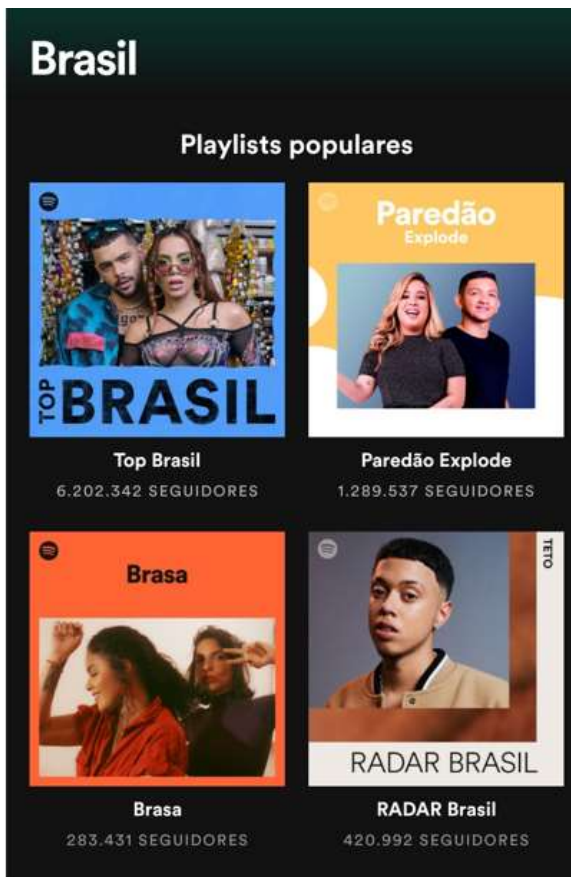 Brasil
Playlists populares
TOP BRASIL
Paredão
Explode
Top Brasil
6.202.342 SEGUIDORES
Paredão Explode
1.289.537 SEGUIDORES
Brasa
TETO
RADAR BRASIL
Brasa
283.431 SEGUIDORES
RADAR Brasil
420.992 SEGUIDORES